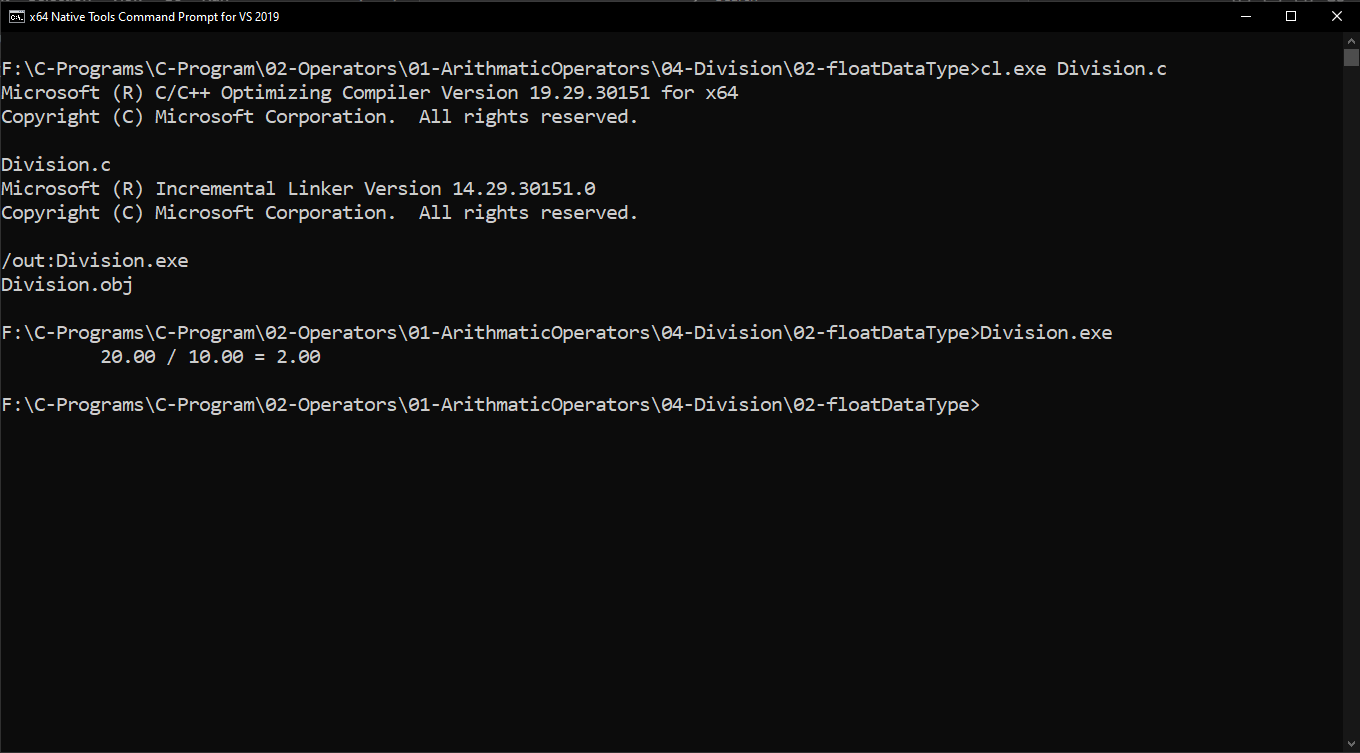 x64 Native Tools Command Prompt for VS 2019
F:\C-Programs\C-Program\02-Operators\01-ArithmaticOperators\04-Division\02-floatDataType>cl.exe Division.c
Microsoft (R) C/C++ Optimizing Compiler Version 19.29.30151 for x64
Copyright (C) Microsoft Corporation.  All rights reserved.
Division.c
Microsoft (R) Incremental Linker Version 14.29.30151.0
Copyright (C) Microsoft Corporation.  All rights reserved.
/out:Division.exe
Division.obj
F:\C-Programs\C-Program\02-Operators\01-ArithmaticOperators\04-Division\02-floatDataType>Division.exe
20.00 / 10.00 = 2.00
F:\C-Programs\C-Program\02-Operators\01-ArithmaticOperators\04-Division\02-floatDataType>